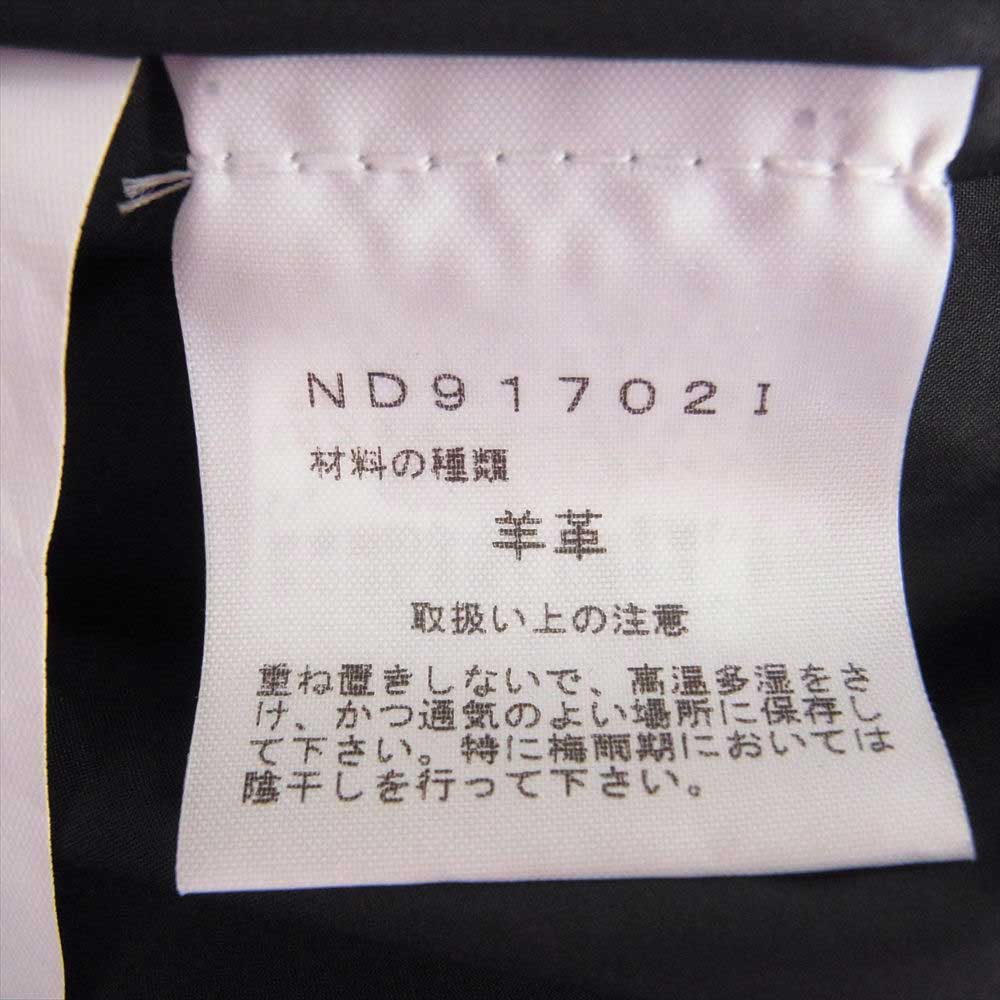 ND91702I
材料の種類
羊革
取扱い上の注意
重ね置きしないで、高温多湿をさ
け、かつ通気のよい場所に保存し
て下さい。特に梅雨期においては
陰干しを行って下さい。